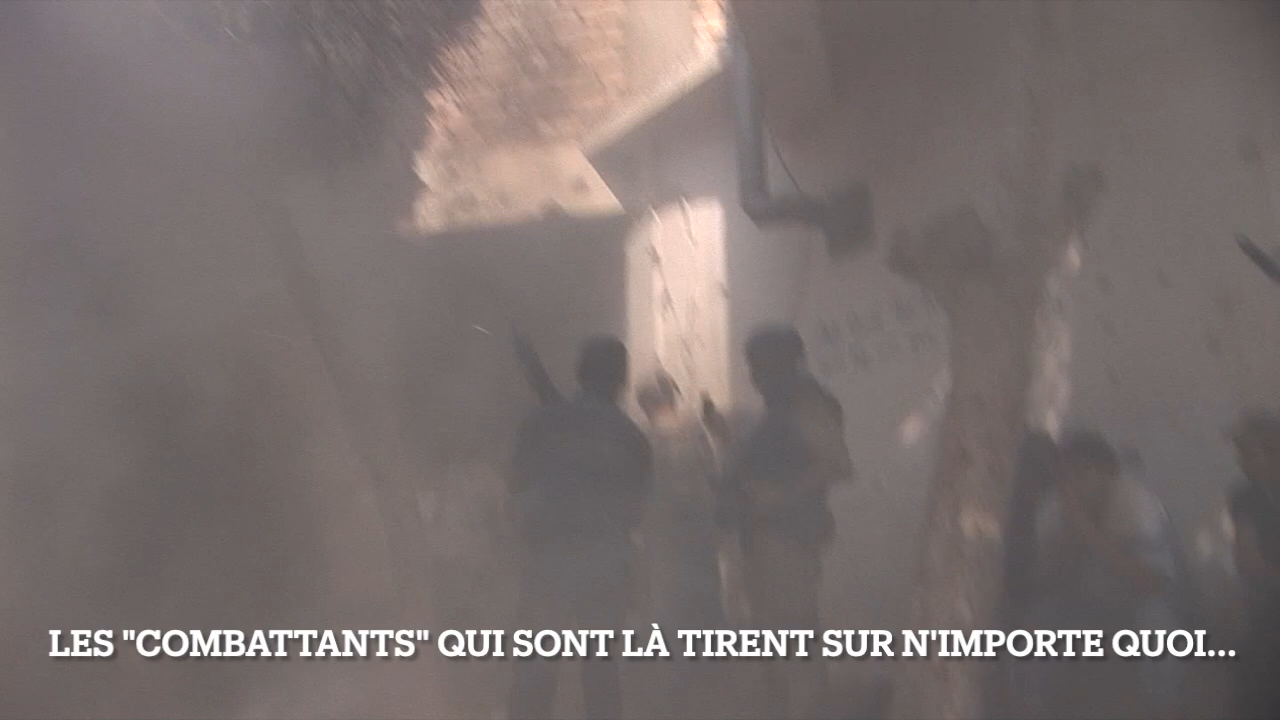 LES "COMBATTANTS" QUI SONT LÀ TIRENT SUR N'IMPORTE QUOI...